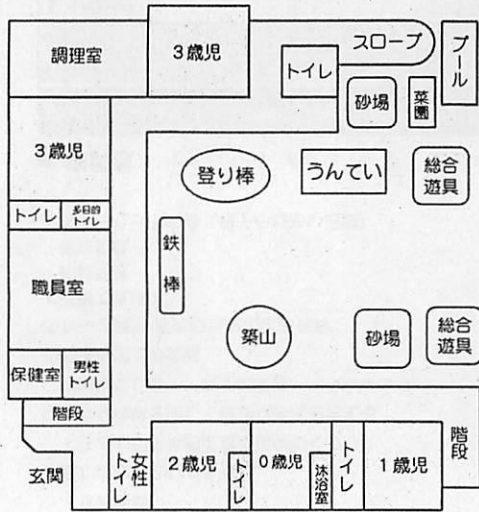 調理室
3歳児
スロープ
プール
トイレ
砂場
菜園
3歳児
登り棒
うんてい
総合
遊具
トイレ
多目的
トイレ
鉄棒
職員室
築山
砂場
総合
遊具
保健室
男性
トイレ
階段
玄関
女性
トイレ
2歳児
トイレ
0歳児
沐浴室
トイレ
1歳児
階段